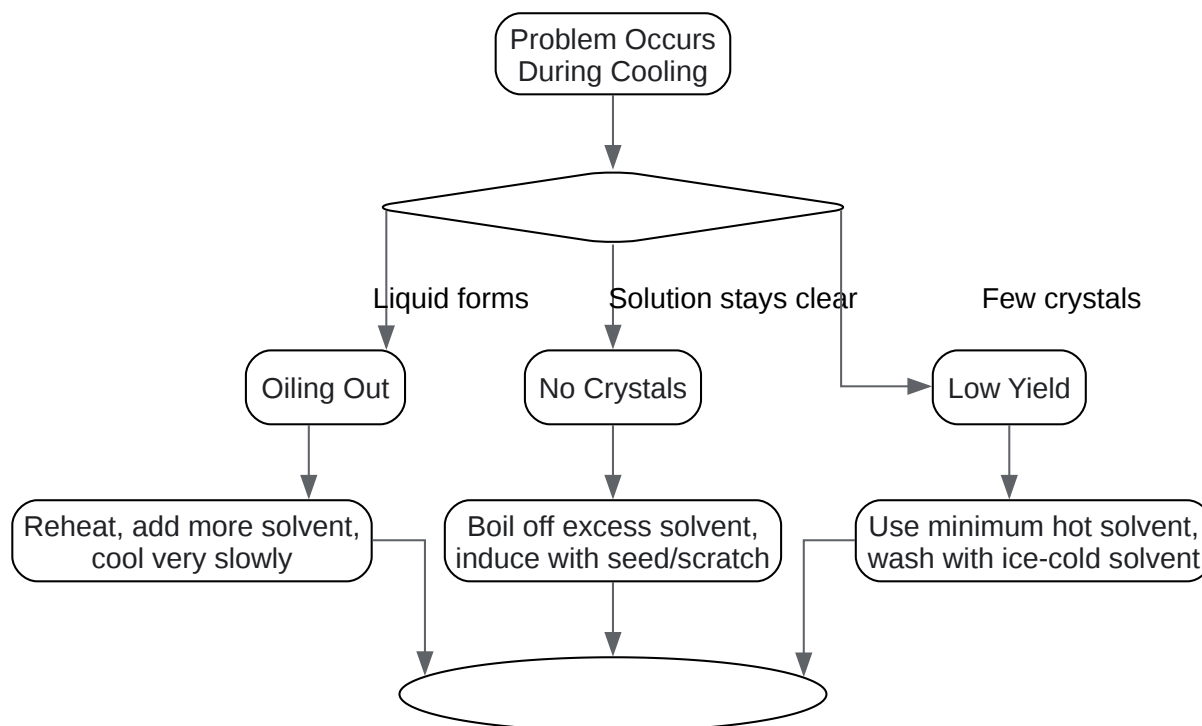 Problem Occurs
During Cooling
Liquid forms
Solution stays clear
Few crystals
Oiling Out
No Crystals
Low Yield
Reheat, add more solvent,
cool very slowly
Boil off excess solvent,
induce with seed/scratch
Use minimum hot solvent,
wash with ice-cold solvent